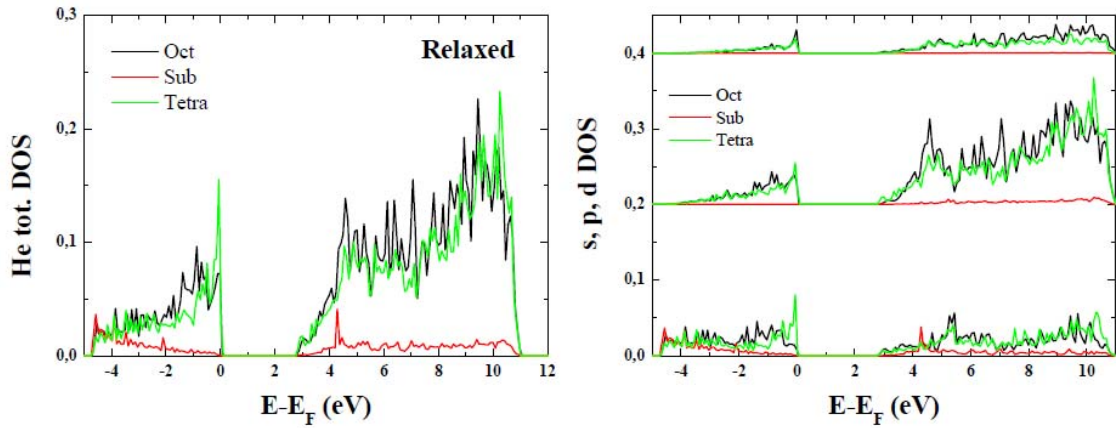 0,3
0,2
0,1
0,0
He tot. DOS
Oct
Sub
Tetra
Relaxed
-4 -2 0 2 4 6 8 10 12
E-E_F (eV)
0,4
0,3
0,2
0,1
0,0
s, p, d DOS
Oct
Sub
Tetra
-4 -2 0 2 4 6 8 10
E-E_F (eV)